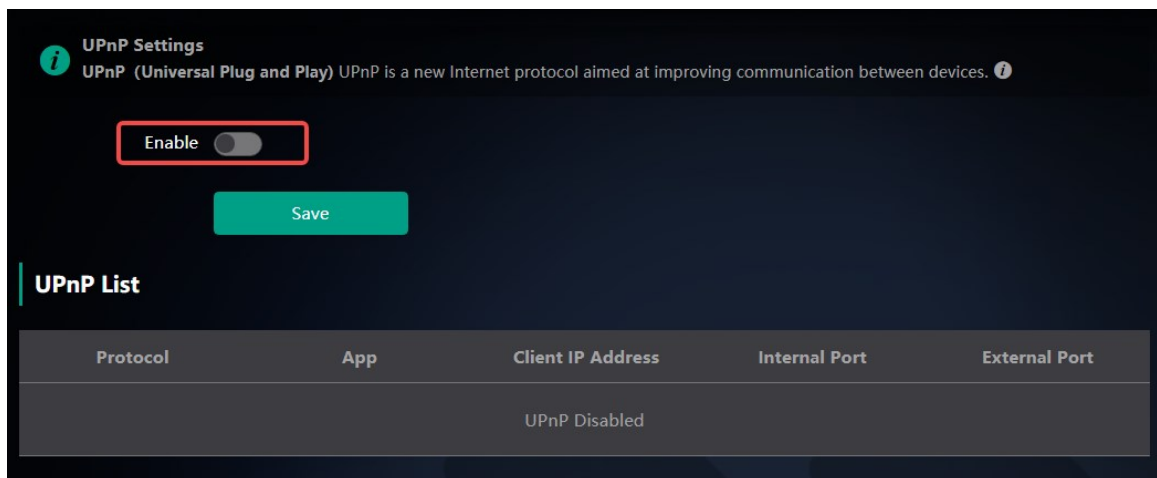 UPnP Settings
UPnP (Universal Plug and Play) UPnP is a new Internet protocol aimed at improving communication between devices.
Enable
Save
UPnP List
Protocol App Client IP Address Internal Port External Port
UPnP Disabled